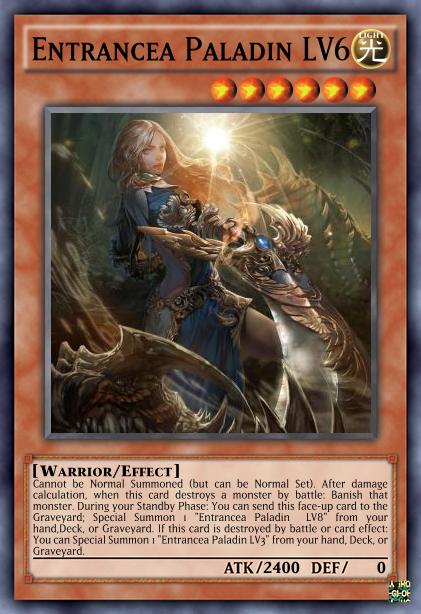 Entrancea Paladin LV6
LIGHT
光
[Warrior/Effect]
Cannot be Normal Summoned (but can be Normal Set). After damage
calculation, when this card destroys a monster by battle: Banish that
monster. During your Standby Phase: You can send this face-up card to the
Graveyard; Special Summon 1 "Entrancea Paladin LV8" from your
hand,Deck, or Graveyard. If this card is destroyed by battle or card effect:
You can Special Summon 1 "Entrancea Paladin LV3" from your hand, Deck, or
Graveyard.
ATK/2400 DEF/ 0